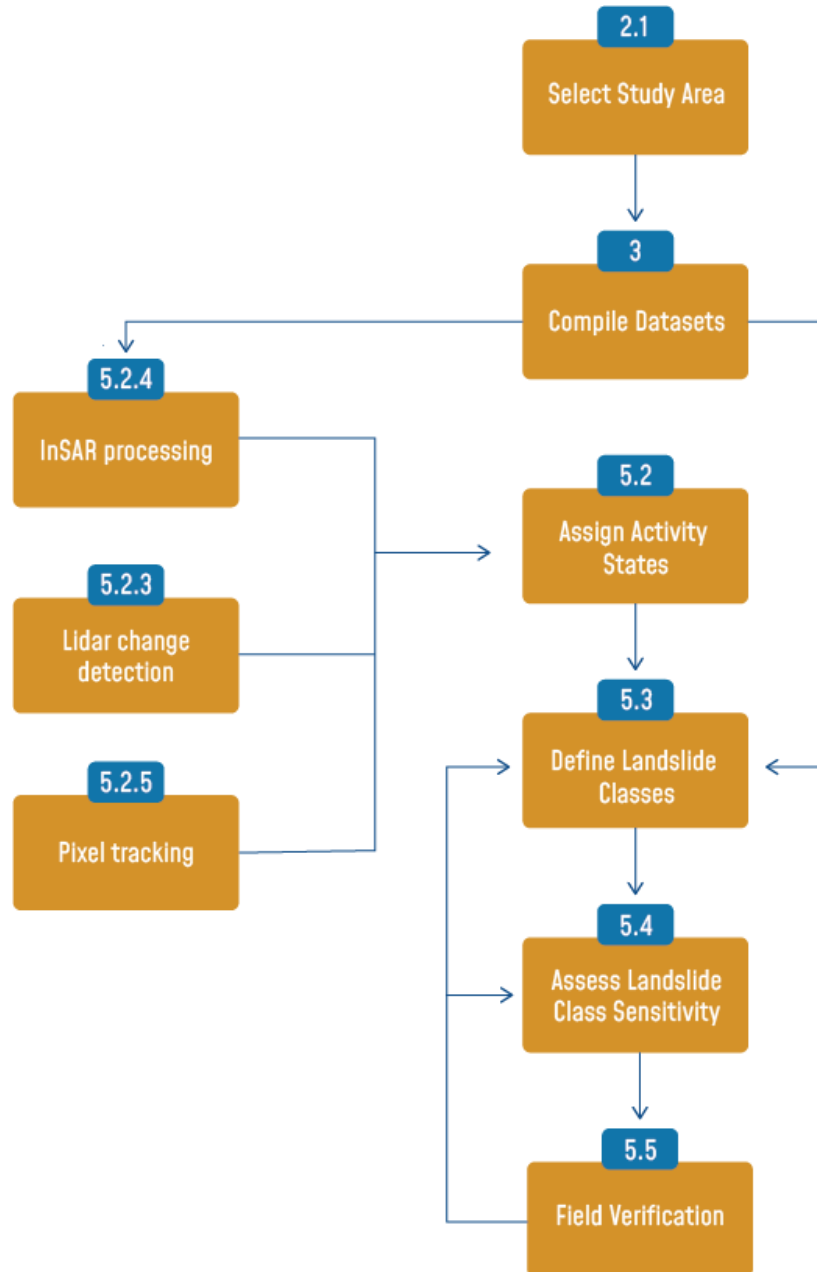 2.1
Select Study Area
3
Compile Datasets
5.2.4
InSAR processing
5.2
Assign Activity
States
5.2.3
Lidar change
detection
5.3
Define Landslide
Classes
5.2.5
Pixel tracking
5.4
Assess Landslide
Class Sensitivity
5.5
Field Verification